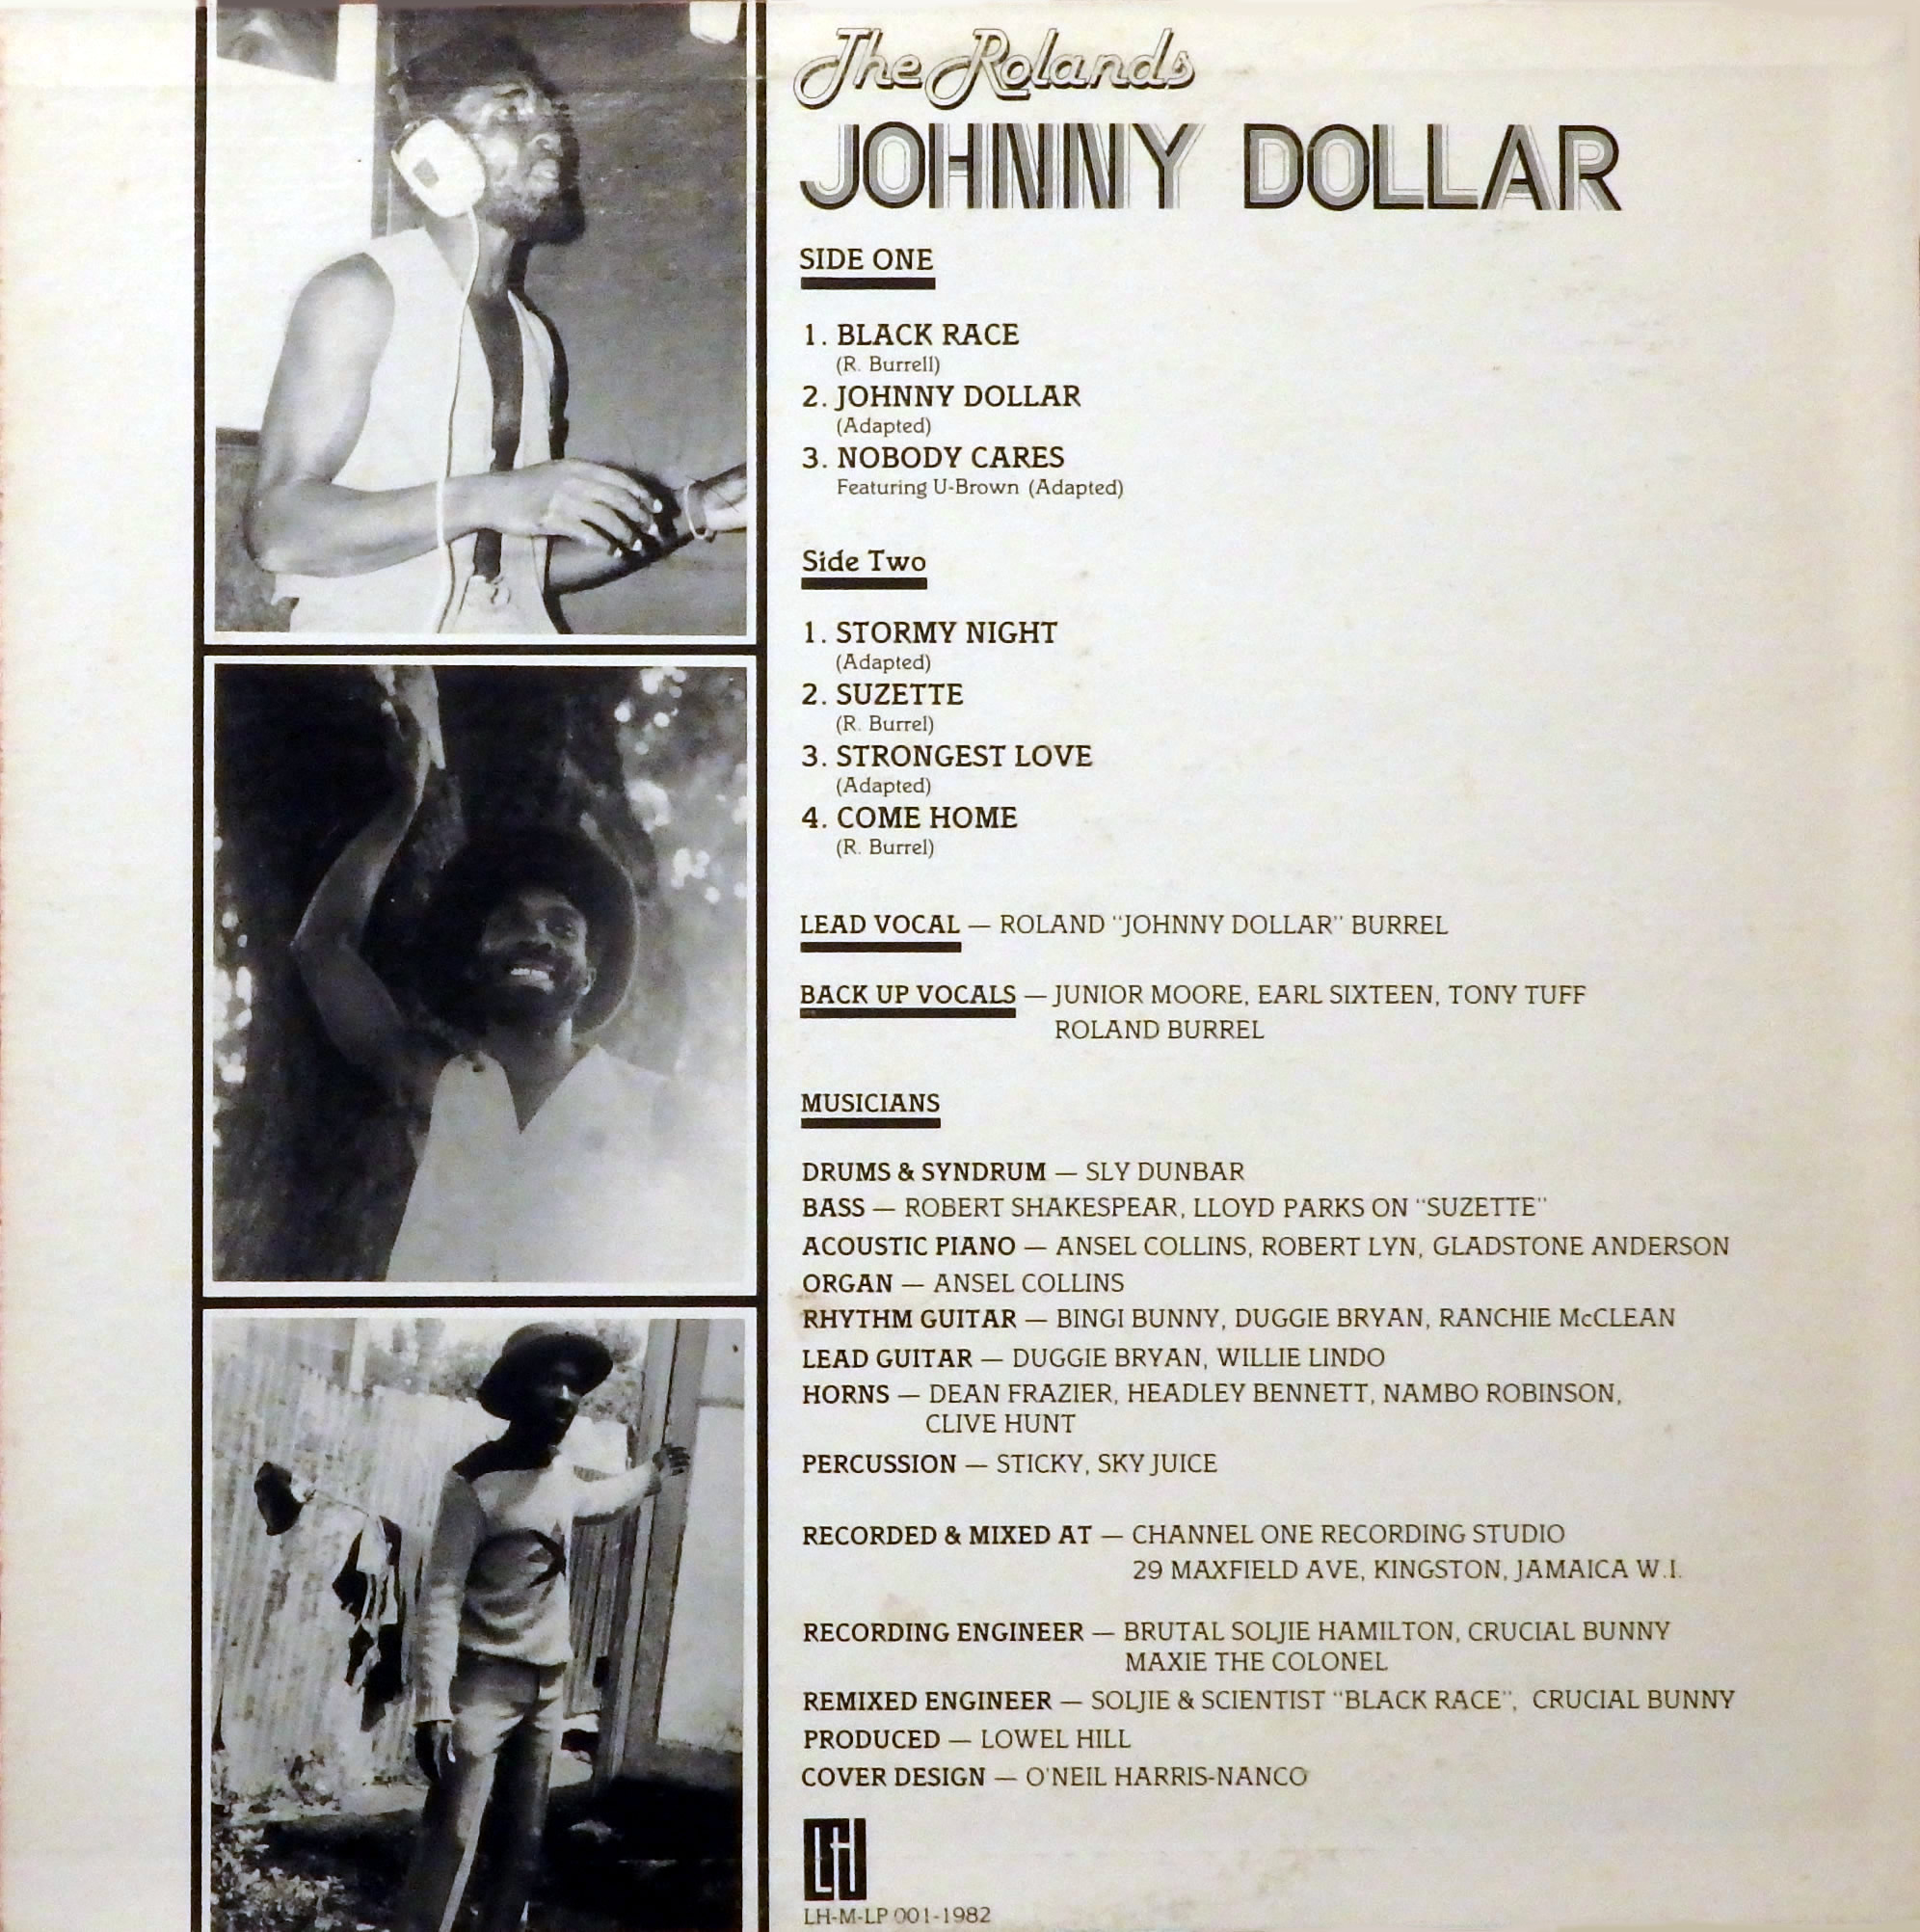 The Rolands
JOHNNY DOLLAR
SIDE ONE
1. BLACK RACE
(R. Burrell)
2. JOHNNY DOLLAR
(Adapted)
3. NOBODY CARES
Featuring U-Brown (Adapted)
Side Two
1. STORMY NIGHT
(Adapted)
2. SUZETTE
(R. Burrel)
3. STRONGEST LOVE
(Adapted)
4. COME HOME
(R. Burrel)
LEAD VOCAL — ROLAND "JOHNNY DOLLAR" BURREL
BACK UP VOCALS — JUNIOR MOORE, EARL SIXTEEN, TONY TUFF
ROLAND BURREL
MUSICIANS
DRUMS & SYNDRUM — SLY DUNBAR
BASS — ROBERT SHAKESPEAR, LLOYD PARKS ON "SUZETTE"
ACOUSTIC PIANO — ANSEL COLLINS, ROBERT LYN, GLADSTONE ANDERSON
ORGAN — ANSEL COLLINS
RHYTHM GUITAR — BINGI BUNNY, DUGGIE BRYAN, RANCHIE McCLEAN
LEAD GUITAR — DUGGIE BRYAN, WILLIE LINDO
HORNS — DEAN FRAZIER, HEADLEY BENNETT, NAMBO ROBINSON,
CLIVE HUNT
PERCUSSION — STICKY, SKY JUICE
RECORDED & MIXED AT — CHANNEL ONE RECORDING STUDIO
29 MAXFIELD AVE, KINGSTON, JAMAICA W.I.
RECORDING ENGINEER — BRUTAL SOLJIE HAMILTON, CRUCIAL BUNNY
MAXIE THE COLONEL
REMIXED ENGINEER — SOLJIE & SCIENTIST "BLACK RACE", CRUCIAL BUNNY
PRODUCED — LOWEL HILL
COVER DESIGN — O'NEIL HARRIS-NANCO
LH
LH-M-LP 001-1982